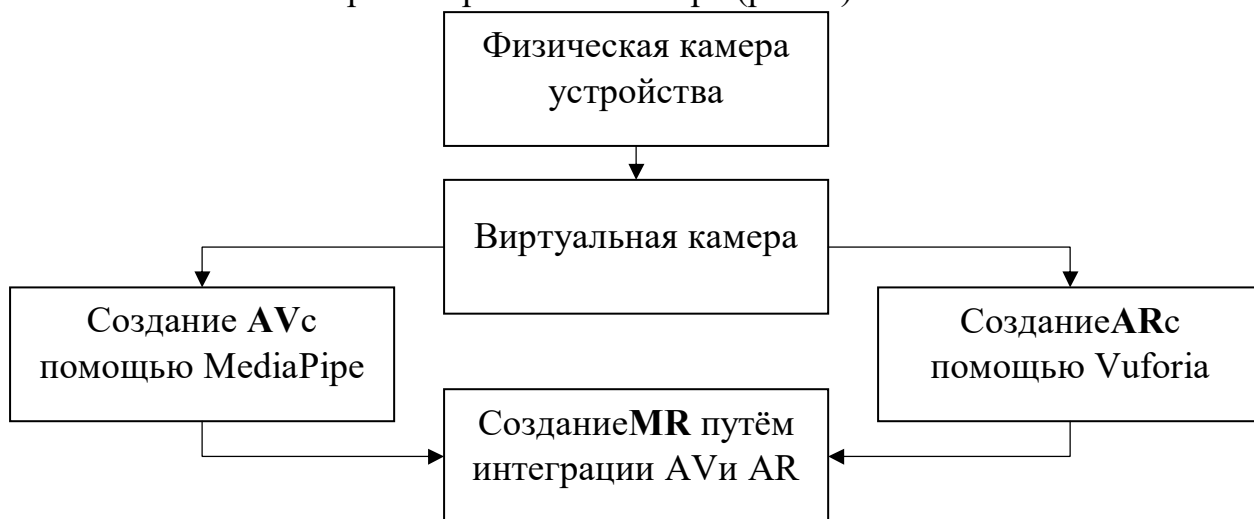 Физическая камера
устройства
Виртуальная камера
Создание AVс
помощью MediaPipe
СозданиеARс
помощью Vuforia
СозданиеMR путём
интеграции AVи AR